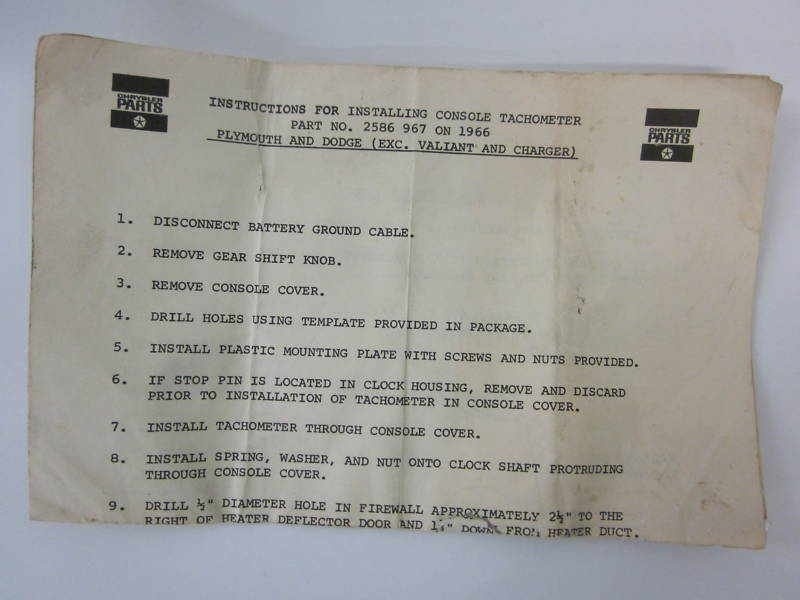 CHRYSLER
PARTS
INSTRUCTIONS FOR INSTALLING CONSOLE TACHOMETER
PART NO. 2586 967 ON 1966
PLYMOUTH AND DODGE (EXC. VALIANT AND CHARGER)
CHRYSLER
PARTS
1. DISCONNECT BATTERY GROUND CABLE.
2. REMOVE GEAR SHIFT KNOB.
3. REMOVE CONSOLE COVER.
4. DRILL HOLES USING TEMPLATE PROVIDED IN PACKAGE.
5. INSTALL PLASTIC MOUNTING PLATE WITH SCREWS AND NUTS PROVIDED.
6. IF STOP PIN IS LOCATED IN CLOCK HOUSING, REMOVE AND DISCARD
PRIOR TO INSTALLATION OF TACHOMETER IN CONSOLE COVER.
7. INSTALL TACHOMETER THROUGH CONSOLE COVER.
8. INSTALL SPRING, WASHER, AND NUT ONTO CLOCK SHAFT PROTRUDING
THROUGH CONSOLE COVER.
9. DRILL ½" DIAMETER HOLE IN FIREWALL APPROXIMATELY 2½" TO THE
RIGHT OF HEATER DEFLECTOR DOOR AND DOWN FROM HEATER DUCT.